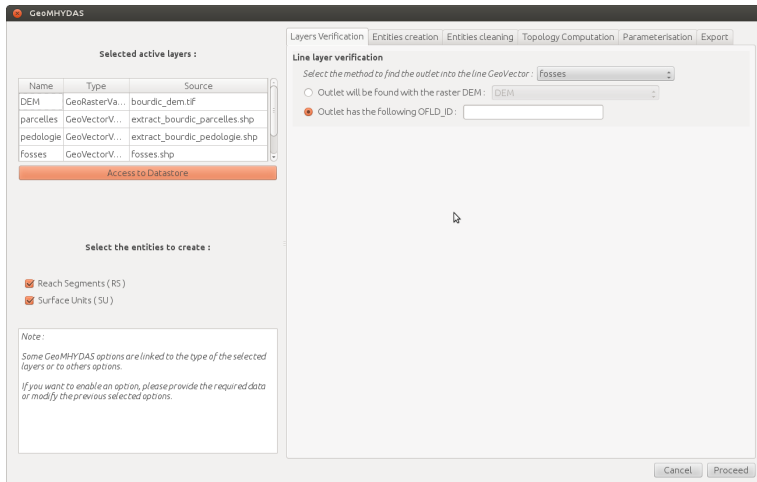 GeoMHYDAS
Selected active layers :
Name Type Source
DEM GeoRasterVa... bourdic_dem.tif
parcelles GeoVectorV... extract_bourdic_parcelles.shp
pedologie GeoVectorV... extract_bourdic_pedologie.shp
fosses GeoVectorV... fosses.shp
Access to Datastore
Select the entities to create :
Reach Segments ( RS )
Surface Units ( SU )
Note :
Some GeoMHYDAS options are linked to the type of the selected
layers or to others options.
If you want to enable an option, please provide the required data
or modify the previous selected options.
Layers Verification Entities creation Entities cleaning Topology Computation Parameterisation Export
Line layer verification
Select the method to find the outlet into the line GeoVector : fosses
Outlet will be found with the raster DEM : DEM
Outlet has the following OFLD_ID :
Cancel Proceed